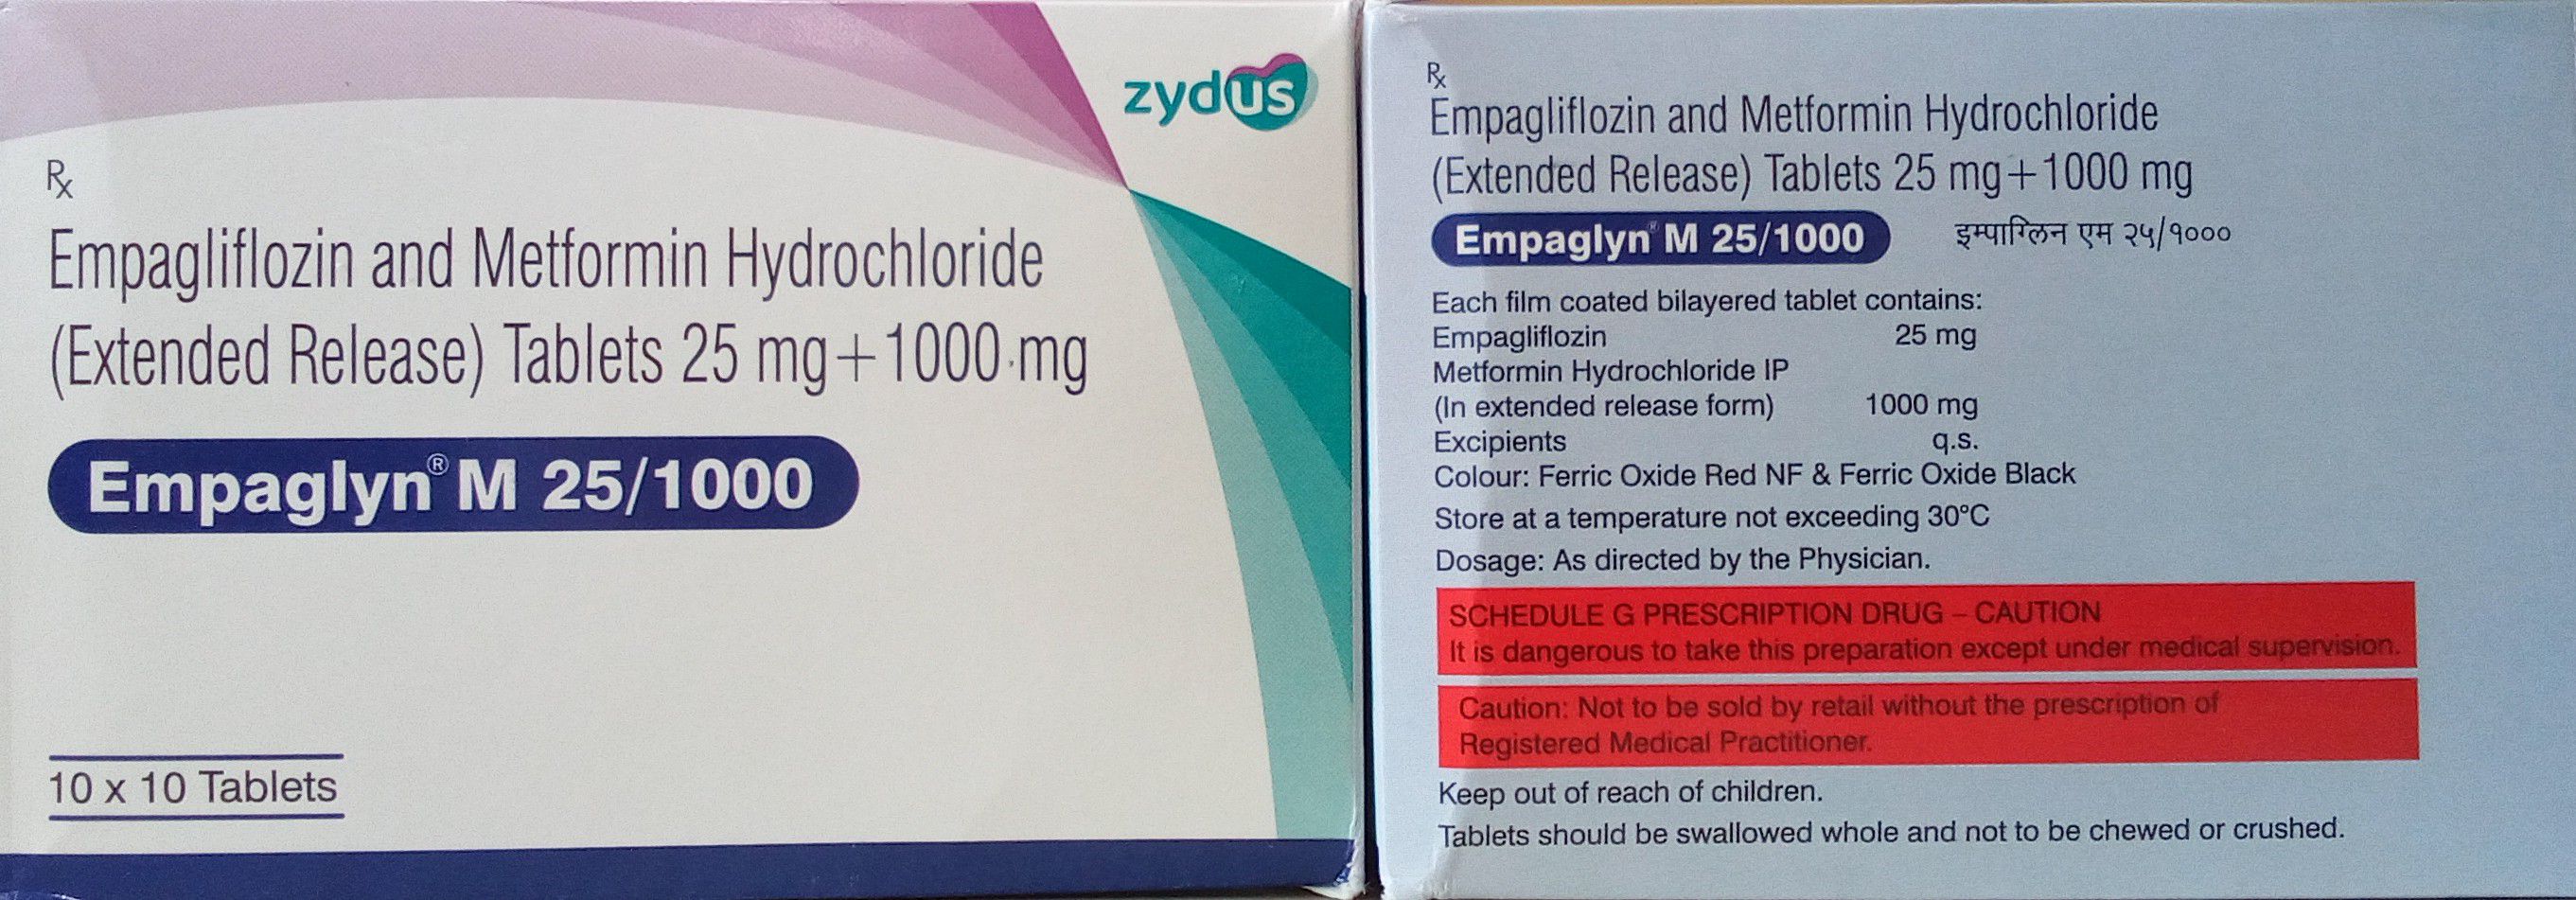 zydus
Rx
Empagliflozin and Metformin Hydrochloride
(Extended Release) Tablets 25 mg+1000 mg
Empaglyn® M 25/1000
10 x 10 Tablets
Rx
Empagliflozin and Metformin Hydrochloride
(Extended Release) Tablets 25 mg+1000 mg
Empaglyn® M 25/1000 इम्पाग्लिन एम २५/१०००
Each film coated bilayered tablet contains:
Empagliflozin 25 mg
Metformin Hydrochloride IP
(In extended release form) 1000 mg
Excipients q.s.
Colour: Ferric Oxide Red NF & Ferric Oxide Black
Store at a temperature not exceeding 30°C
Dosage: As directed by the Physician.
SCHEDULE G PRESCRIPTION DRUG – CAUTION
It is dangerous to take this preparation except under medical supervision.
Caution: Not to be sold by retail without the prescription of
Registered Medical Practitioner.
Keep out of reach of children.
Tablets should be swallowed whole and not to be chewed or crushed.